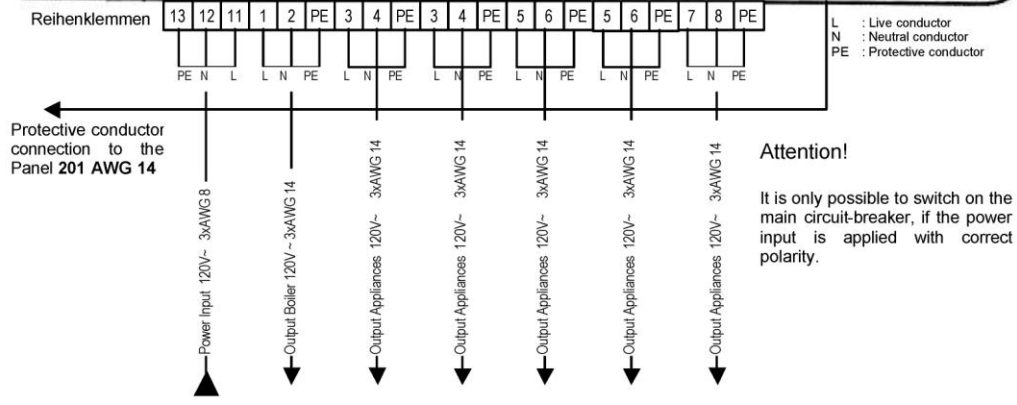 Reihenklemmen 13 12 11 1 2 PE 3 4 PE 3 4 PE 5 6 PE 5 6 PE 7 8 PE
PE N L L N PE L N PE L N PE L N PE L N PE L N PE
L : Live conductor
N : Neutral conductor
PE : Protective conductor
Protective conductor
connection to the
Panel 201 AWG 14
Power Input 120V~ 3xAWG 8
Output Boiler 120V ~ 3xAWG 14
Output Appliances 120V~ 3xAWG 14
Output Appliances 120V~ 3xAWG 14
Output Appliances 120V~ 3xAWG 14
Output Appliances 120V~ 3xAWG 14
Output Appliances 120V~ 3xAWG 14
Attention!
It is only possible to switch on the
main circuit-breaker, if the power
input is applied with correct
polarity.